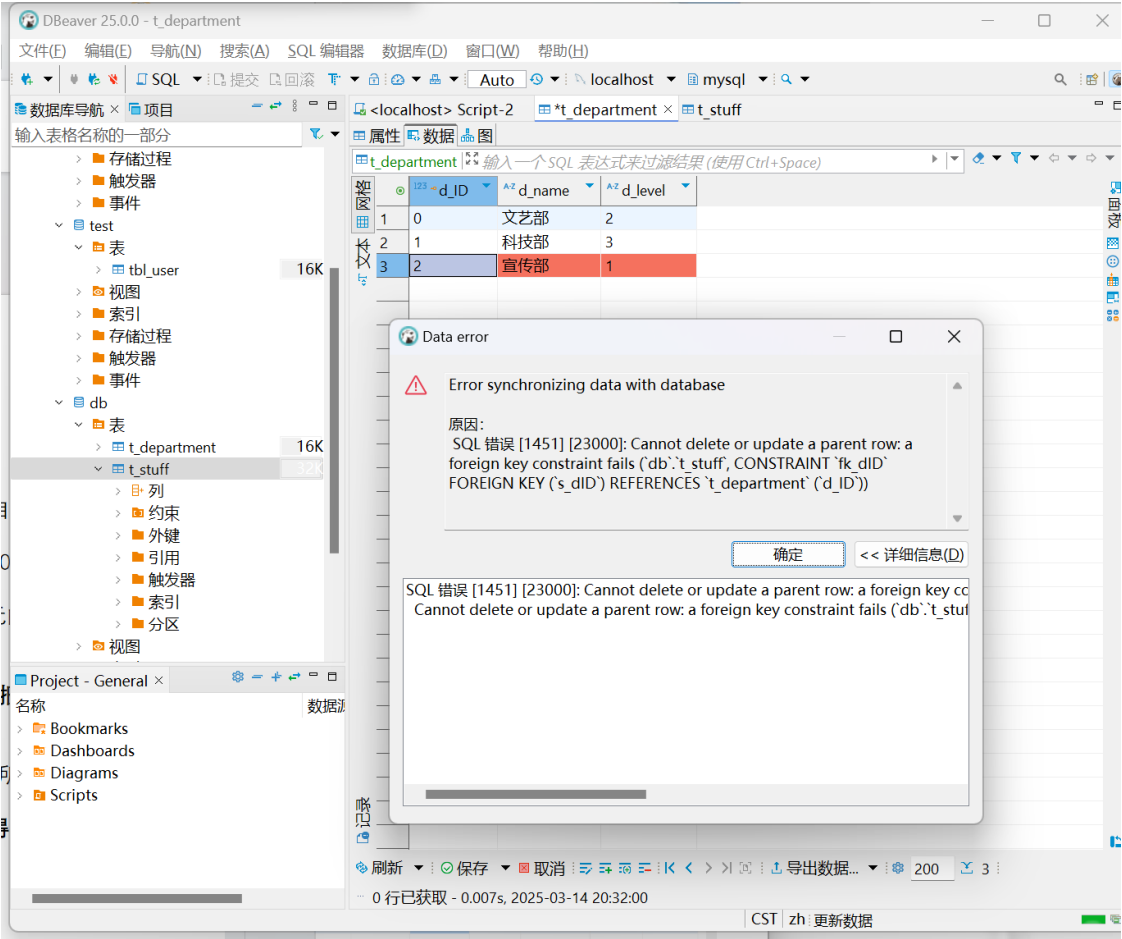 DBeaver 25.0.0 - t_department
文件(F) 编辑(E) 导航(N) 搜索(A) SQL 编辑器 数据库(D) 窗口(W) 帮助(H)
SQL 提交 回滚 Auto localhost mysql
数据库导航 项目
输入表格名称的一部分
存储过程
触发器
事件
test
表
tbl_user 16K
视图
索引
存储过程
触发器
事件
db
表
t_department 16K
t_stuff 32K
列
约束
外键
引用
触发器
索引
分区
视图
Project - General
名称 数据源
Bookmarks
Dashboards
Diagrams
Scripts
<localhost> Script-2 *t_department t_stuff
属性 数据 图
t_department 输入一个 SQL 表达式来过滤结果 (使用 Ctrl+Space)
网格
文本
记录
123 d_ID A-Z d_name A-Z d_level
1 0 文艺部 2
2 1 科技部 3
3 2 宣传部 1
Data error
Error synchronizing data with database
原因:
SQL 错误 [1451] [23000]: Cannot delete or update a parent row: a
foreign key constraint fails (`db`.`t_stuff`, CONSTRAINT `fk_dID`
FOREIGN KEY (`s_dID`) REFERENCES `t_department` (`d_ID`))
确定 << 详细信息(D)
SQL 错误 [1451] [23000]: Cannot delete or update a parent row: a foreign key co
Cannot delete or update a parent row: a foreign key constraint fails (`db`.`t_stuf
刷新 保存 取消 导出数据... 200 3
0 行已获取 - 0.007s, 2025-03-14 20:32:00
CST zh 更新数据